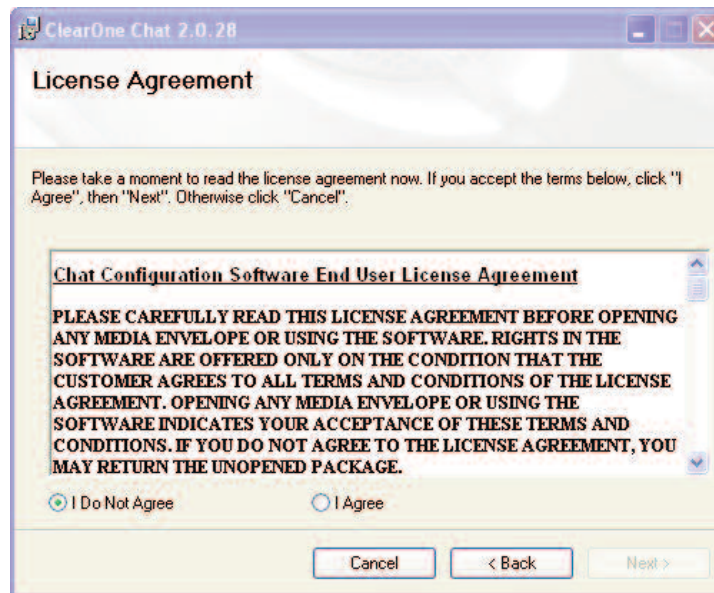 ClearOne Chat 2.0.28
License Agreement
Please take a moment to read the license agreement now. If you accept the terms below, click "I
Agree", then "Next". Otherwise click "Cancel".
Chat Configuration Software End User License Agreement
PLEASE CAREFULLY READ THIS LICENSE AGREEMENT BEFORE OPENING
ANY MEDIA ENVELOPE OR USING THE SOFTWARE. RIGHTS IN THE
SOFTWARE ARE OFFERED ONLY ON THE CONDITION THAT THE
CUSTOMER AGREES TO ALL TERMS AND CONDITIONS OF THE LICENSE
AGREEMENT. OPENING ANY MEDIA ENVELOPE OR USING THE
SOFTWARE INDICATES YOUR ACCEPTANCE OF THESE TERMS AND
CONDITIONS. IF YOU DO NOT AGREE TO THE LICENSE AGREEMENT, YOU
MAY RETURN THE UNOPENED PACKAGE.
I Do Not Agree I Agree
Cancel < Back Next >